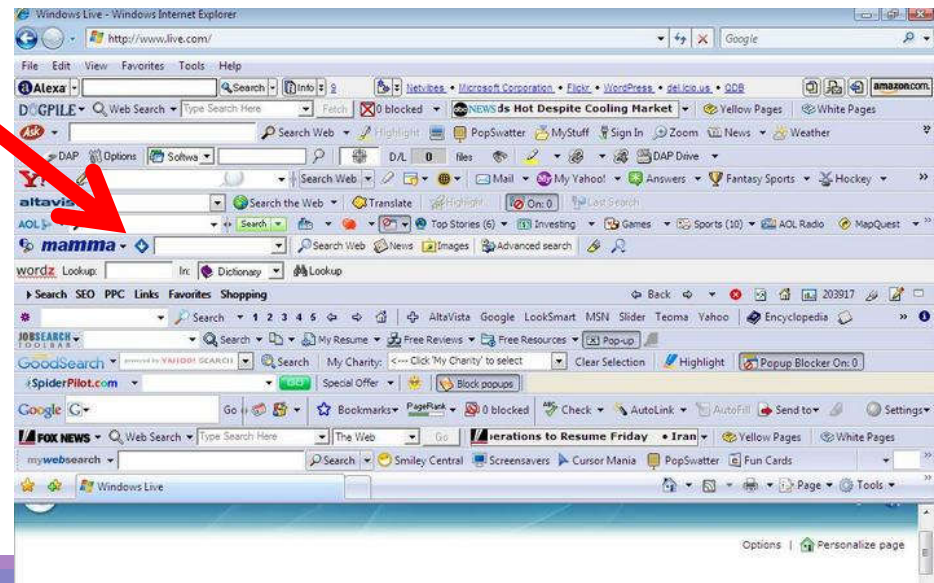 Windows Live - Windows Internet Explorer
http://www.live.com/ Google
File Edit View Favorites Tools Help
Alexa Search Info 2 Netvibes • Microsoft Corporation • Flickr • WordPress • del.icio.us • ODB amazon.com
DOGPILE Web Search Type Search Here Fetch 0 blocked NEWS ds Hot Despite Cooling Market Yellow Pages White Pages
Ask Search Web Highlight PopSwatter MyStuff Sign In Zoom News Weather
DAP Options Softwa D/L 0 files DAP Drive
Y! Search Web Mail My Yahoo! Answers Fantasy Sports Hockey
altavis Search the Web Translate Highlight On: 0 Last Search
AOL Search Top Stories (6) Investing Games Sports (10) AOL Radio MapQuest
mamma Search Web News Images Advanced search
wordz Lookup: In: Dictionary Lookup
Search SEO PPC Links Favorites Shopping Back 203917
Search 1 2 3 4 5 AltaVista Google LookSmart MSN Slider Teoma Yahoo Encyclopedia
JOBSEARCH TOOLBAR Search My Resume Free Reviews Free Resources Pop-up
GoodSearch powered by YAHOO! SEARCH Search My Charity: <--- Click 'My Charity' to select Clear Selection Highlight Popup Blocker On: 0
SpiderPilot.com GO Special Offer Block popups
Google G Go Bookmarks PageRank 0 blocked Check AutoLink AutoFill Send to Settings
FOX NEWS Web Search Type Search Here The Web Go erations to Resume Friday • Iran Yellow Pages White Pages
mywebsearch Search Smiley Central Screensavers Cursor Mania PopSwatter Fun Cards
Windows Live Page Tools
Options | Personalize page